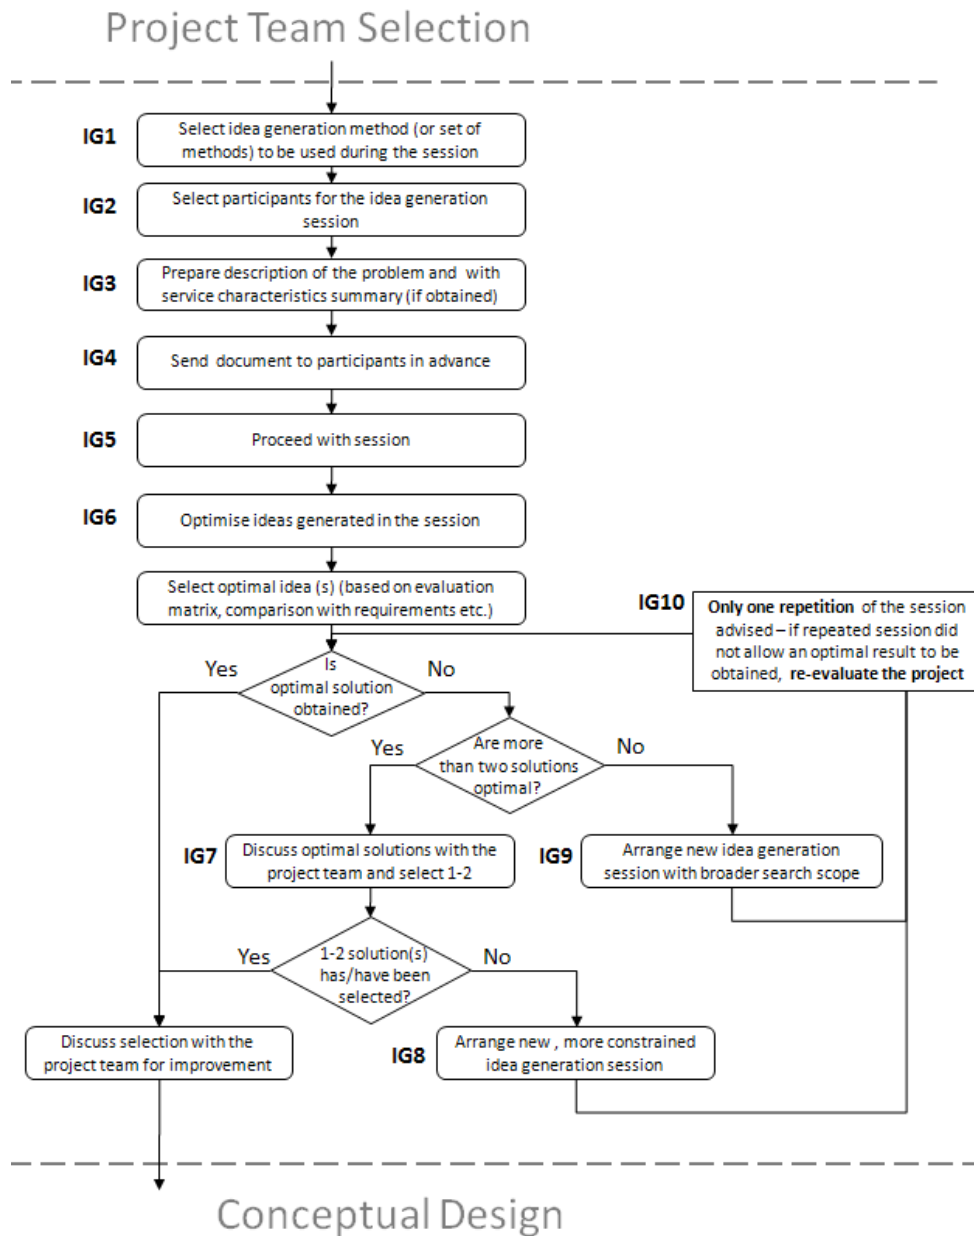 Project Team Selection
IG1
Select idea generation method (or set of
methods) to be used during the session
IG2
Select participants for the idea generation
session
IG3
Prepare description of the problem and with
service characteristics summary (if obtained)
IG4
Send document to participants in advance
IG5
Proceed with session
IG6
Optimise ideas generated in the session
Select optimal idea (s) (based on evaluation
matrix, comparison with requirements etc.)
IG10
Only one repetition of the session
advised – if repeated session did
not allow an optimal result to be
obtained, re-evaluate the project
Yes
Is
optimal solution
obtained?
No
Yes
Are more
than two solutions
optimal?
No
IG7
Discuss optimal solutions with the
project team and select 1-2
IG9
Arrange new idea generation
session with broader search scope
Yes
1-2 solution(s)
has/have been
selected?
No
Discuss selection with the
project team for improvement
IG8
Arrange new , more constrained
idea generation session
Conceptual Design